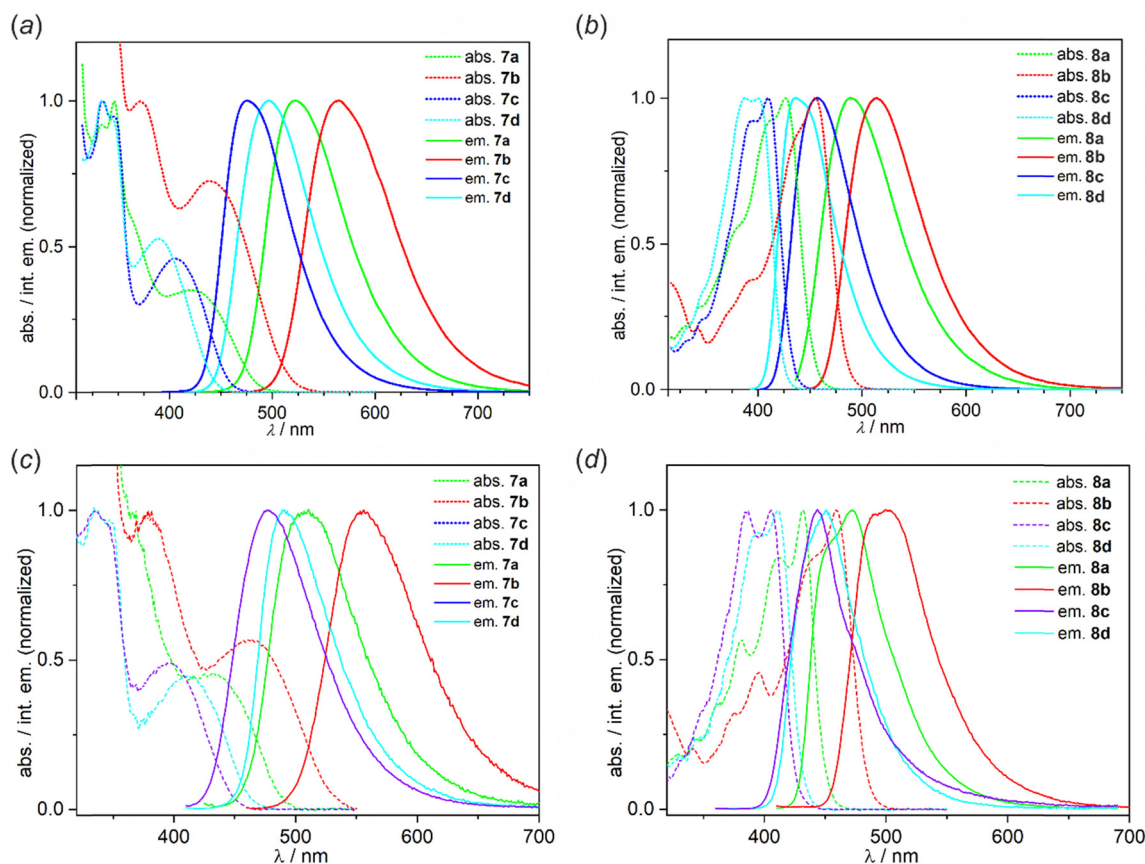 (a)
abs. 7a
abs. 7b
abs. 7c
abs. 7d
em. 7a
em. 7b
em. 7c
em. 7d
1.0
0.5
0.0
abs. / int. em. (normalized)
400 500 600 700
λ / nm
(b)
abs. 8a
abs. 8b
abs. 8c
abs. 8d
em. 8a
em. 8b
em. 8c
em. 8d
1.0
0.5
0.0
abs. / int. em. (normalized)
400 500 600 700
λ / nm
(c)
abs. 7a
abs. 7b
abs. 7c
abs. 7d
em. 7a
em. 7b
em. 7c
em. 7d
1.0
0.5
0.0
abs. / int. em. (normalized)
400 500 600 700
λ / nm
(d)
abs. 8a
abs. 8b
abs. 8c
abs. 8d
em. 8a
em. 8b
em. 8c
em. 8d
1.0
0.5
0.0
abs. / int. em. (normalized)
400 500 600 700
λ / nm